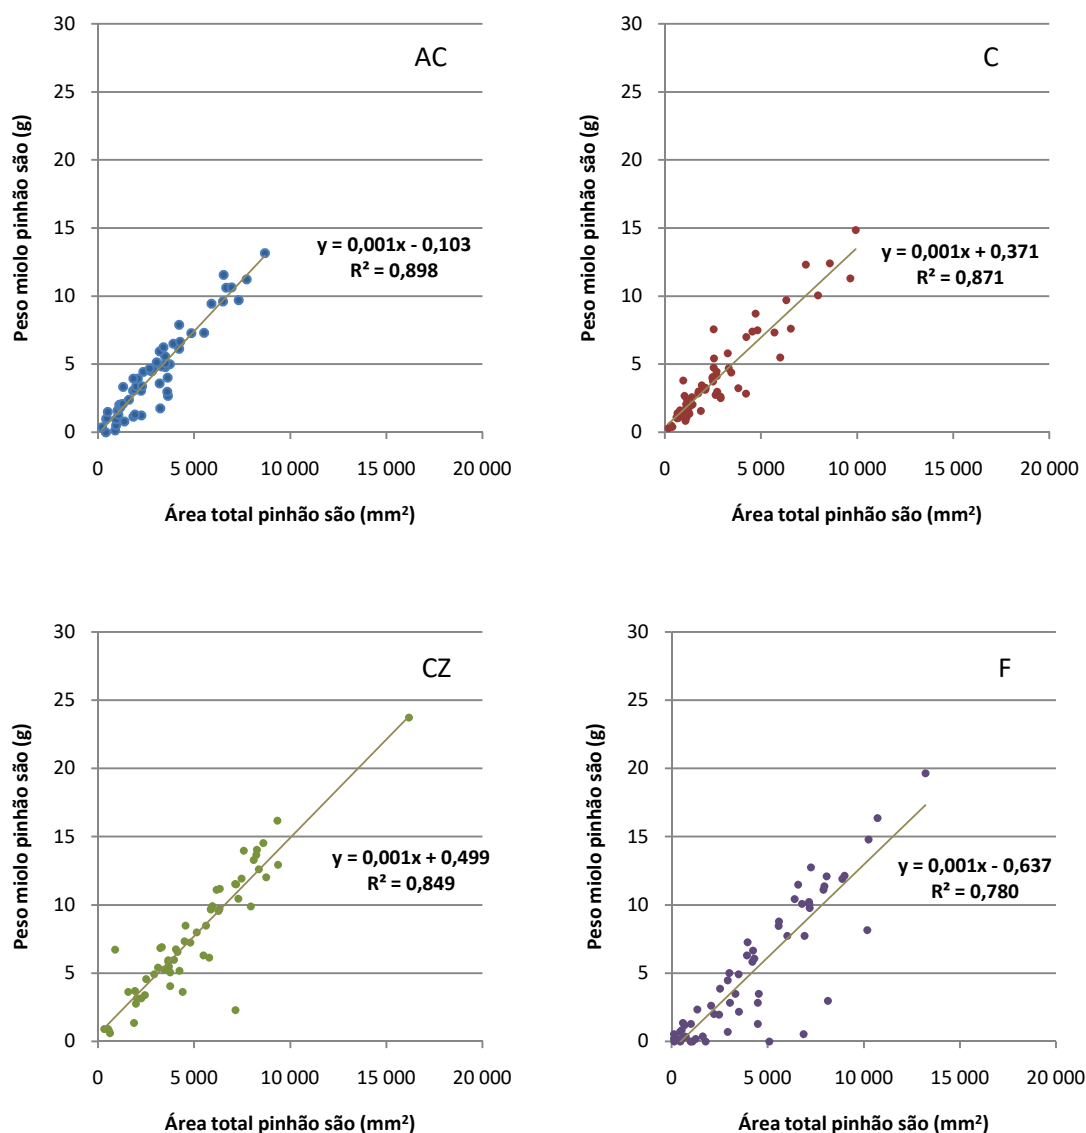 AC
Peso miolo pinhão são (g)
30
25
20
15
10
5
0
y = 0,001x - 0,103
R² = 0,898
0 5 000 10 000 15 000 20 000
Área total pinhão são (mm²)
C
Peso miolo pinhão são (g)
30
25
20
15
10
5
0
y = 0,001x + 0,371
R² = 0,871
0 5 000 10 000 15 000 20 000
Área total pinhão são (mm²)
CZ
Peso miolo pinhão são (g)
30
25
20
15
10
5
0
y = 0,001x + 0,499
R² = 0,849
0 5 000 10 000 15 000 20 000
Área total pinhão são (mm²)
F
Peso miolo pinhão são (g)
30
25
20
15
10
5
0
y = 0,001x - 0,637
R² = 0,780
0 5 000 10 000 15 000 20 000
Área total pinhão são (mm²)